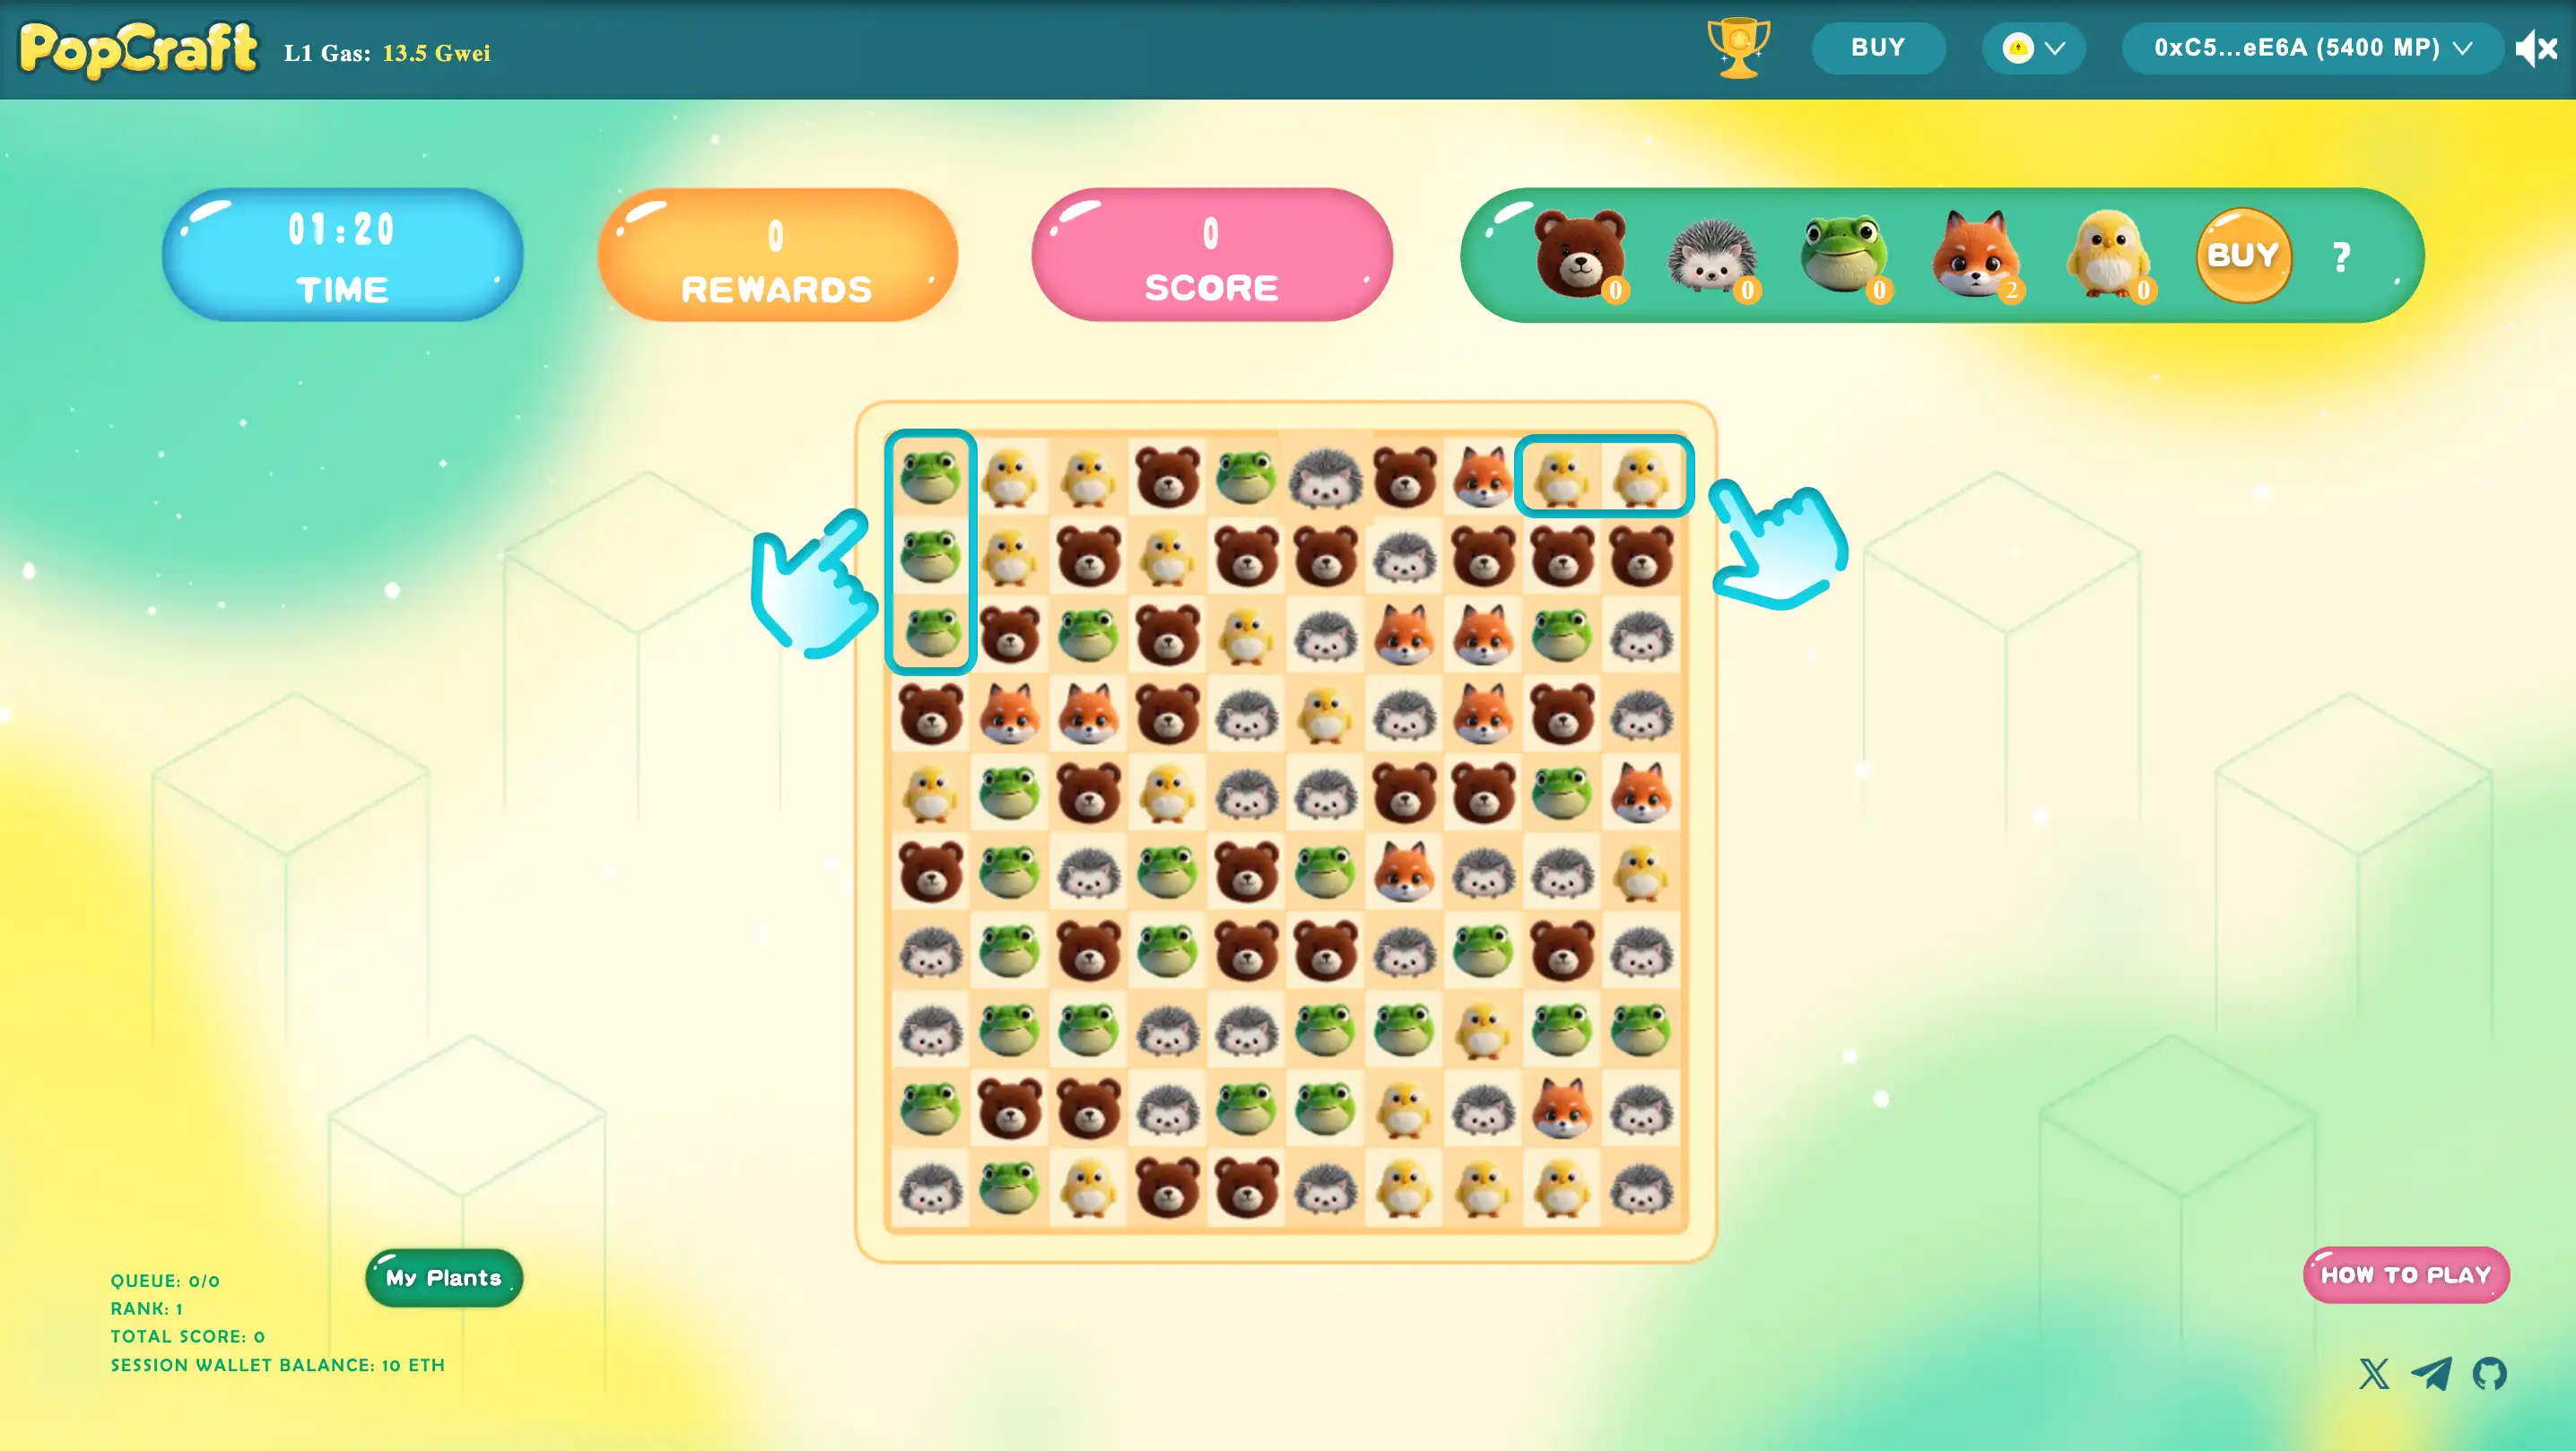 PopCraft
L1 Gas: 13.5 Gwei
BUY
0xC5...eE6A (5400 MP)
01:20
TIME
0
REWARDS
0
SCORE
0
0
0
2
0
BUY
?
My Plants
QUEUE: 0/0
RANK: 1
TOTAL SCORE: 0
SESSION WALLET BALANCE: 10 ETH
HOW TO PLAY